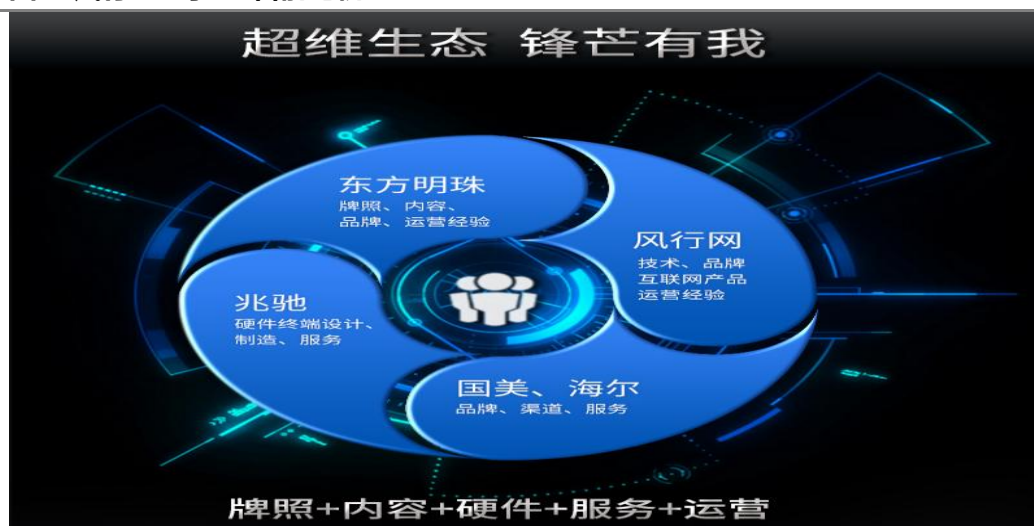 超维生态 锋芒有我
东方明珠
牌照、内容、
品牌、运营经验
风行网
技术、品牌
互联网产品
运营经验
兆驰
硬件终端设计、
制造、服务
国美、海尔
品牌、渠道、服务
牌照+内容+硬件+服务+运营